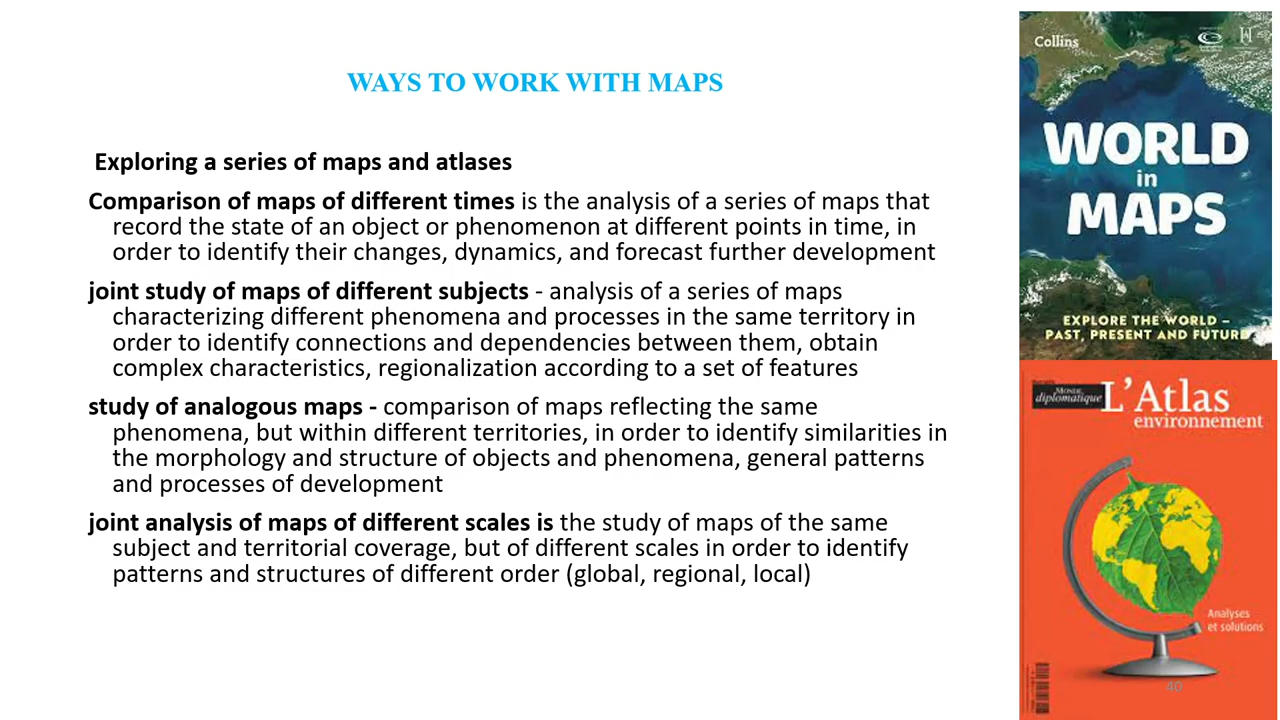 WAYS TO WORK WITH MAPS
Exploring a series of maps and atlases
Comparison of maps of different times is the analysis of a series of maps that
record the state of an object or phenomenon at different points in time, in
order to identify their changes, dynamics, and forecast further development
joint study of maps of different subjects - analysis of a series of maps
characterizing different phenomena and processes in the same territory in
order to identify connections and dependencies between them, obtain
complex characteristics, regionalization according to a set of features
study of analogous maps - comparison of maps reflecting the same
phenomena, but within different territories, in order to identify similarities in
the morphology and structure of objects and phenomena, general patterns
and processes of development
joint analysis of maps of different scales is the study of maps of the same
subject and territorial coverage, but of different scales in order to identify
patterns and structures of different order (global, regional, local)
Collins
WORLD
in
MAPS
EXPLORE THE WORLD –
PAST, PRESENT AND FUTURE
MONDE
diplomatique
L'Atlas
environnement
Analyses
et solutions
40